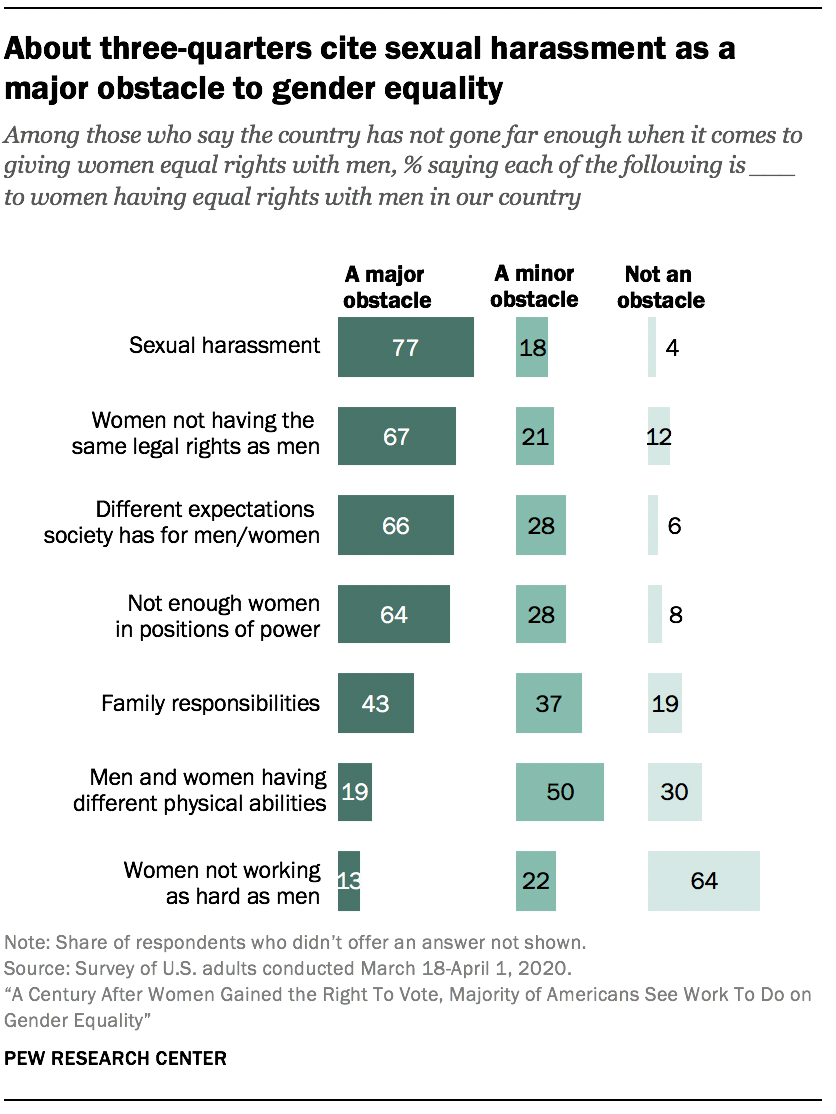 About three-quarters cite sexual harassment as a
major obstacle to gender equality
Among those who say the country has not gone far enough when it comes to
giving women equal rights with men, % saying each of the following is ____
to women having equal rights with men in our country
A major
obstacle
A minor
obstacle
Not an
obstacle
Sexual harassment
77
18
4
Women not having the
same legal rights as men
67
21
12
Different expectations
society has for men/women
66
28
6
Not enough women
in positions of power
64
28
8
Family responsibilities
43
37
19
Men and women having
different physical abilities
19
50
30
Women not working
as hard as men
13
22
64
Note: Share of respondents who didn’t offer an answer not shown.
Source: Survey of U.S. adults conducted March 18-April 1, 2020.
“A Century After Women Gained the Right To Vote, Majority of Americans See Work To Do on
Gender Equality”
PEW RESEARCH CENTER